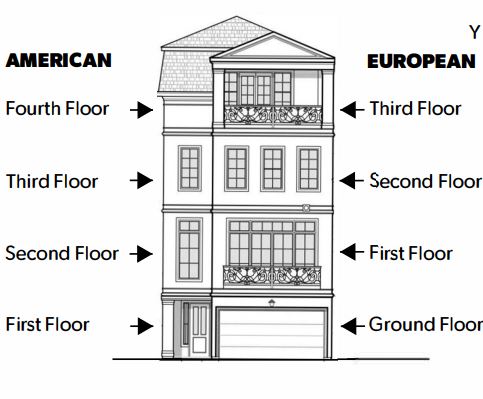 Y
AMERICAN
EUROPEAN
Fourth Floor
Third Floor
Third Floor
Second Floor
Second Floor
First Floor
First Floor
Ground Floor